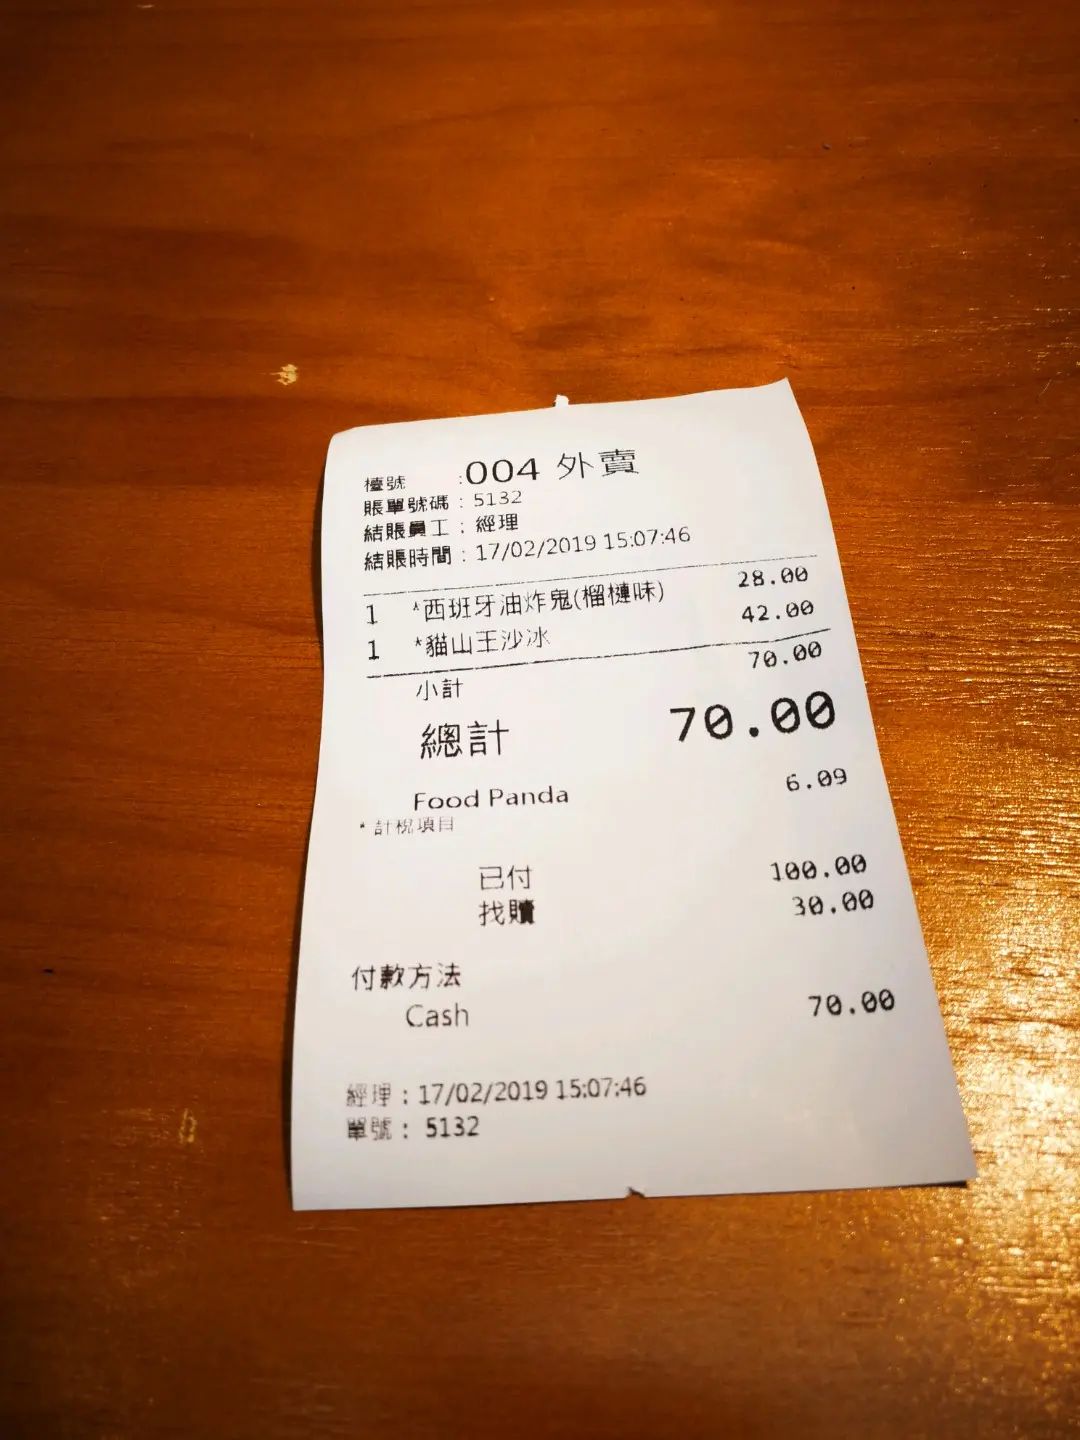 檯號 :004 外賣
賬單號碼 : 5132
結賬員工 : 經理
結賬時間 : 17/02/2019 15:07:46
1 *西班牙油炸鬼(榴槤味) 28.00
1 *貓山王沙冰 42.00
小計 70.00
總計 70.00
Food Panda 6.09
* 計稅項目
已付 100.00
找贖 30.00
付款方法
Cash 70.00
經理 : 17/02/2019 15:07:46
單號 : 5132